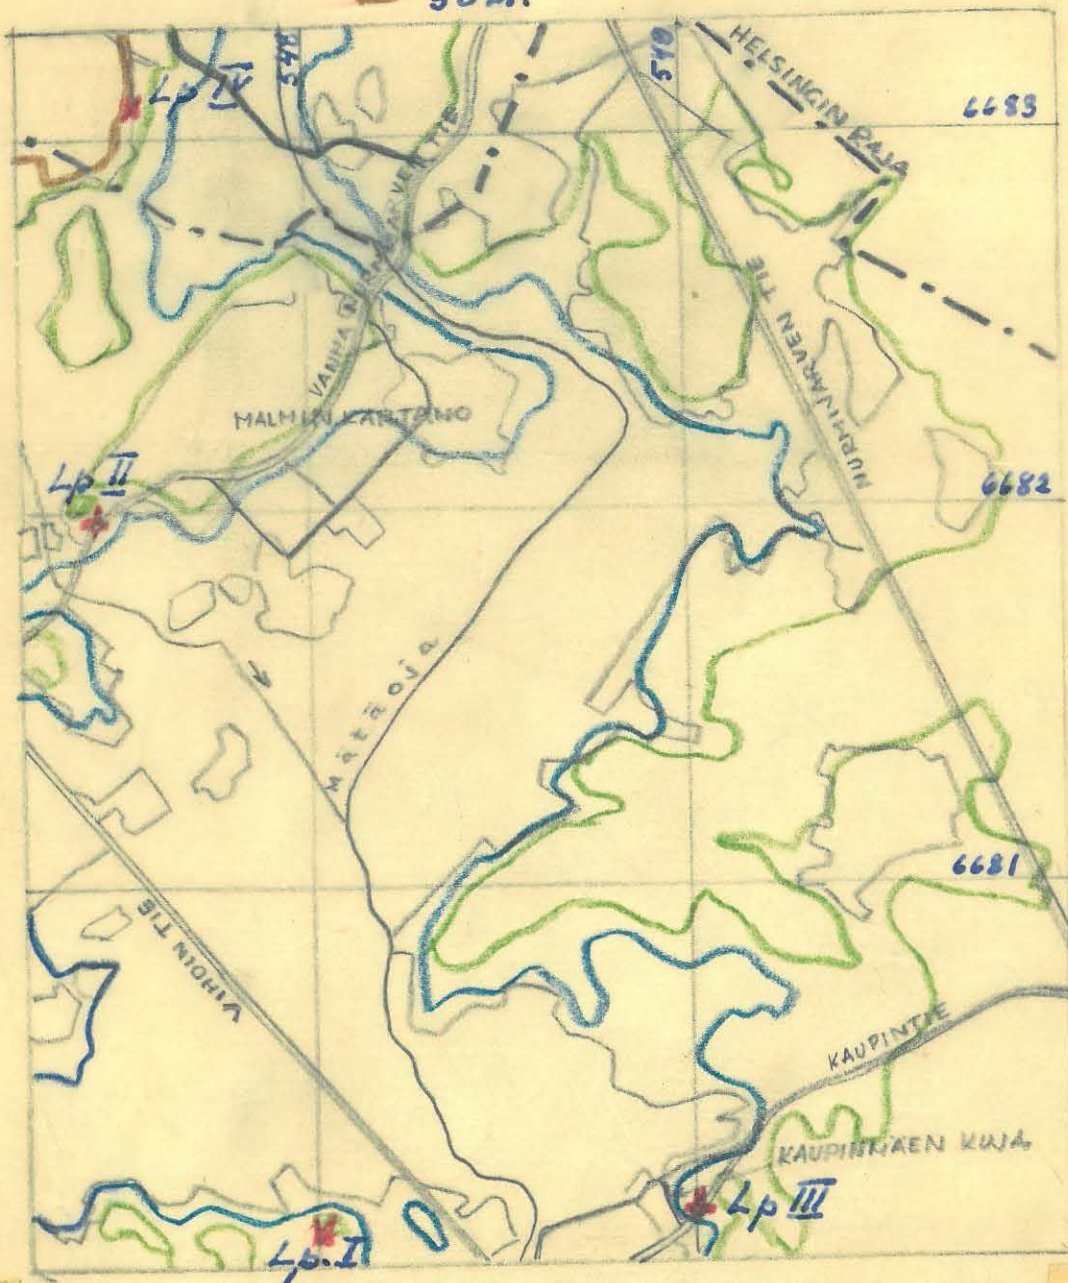 548
540
HELSINGIN RAJA
6683
Lp IV
VANHA NURMIJÄRVEN TIE
NURMIJÄRVEN TIE
MALMIN KARTANO
Lp II
6682
Mätäoja
6681
VIHDIN TIE
KAUPINTIE
KAUPINMÄEN KUJA
Lp III
Lp. I